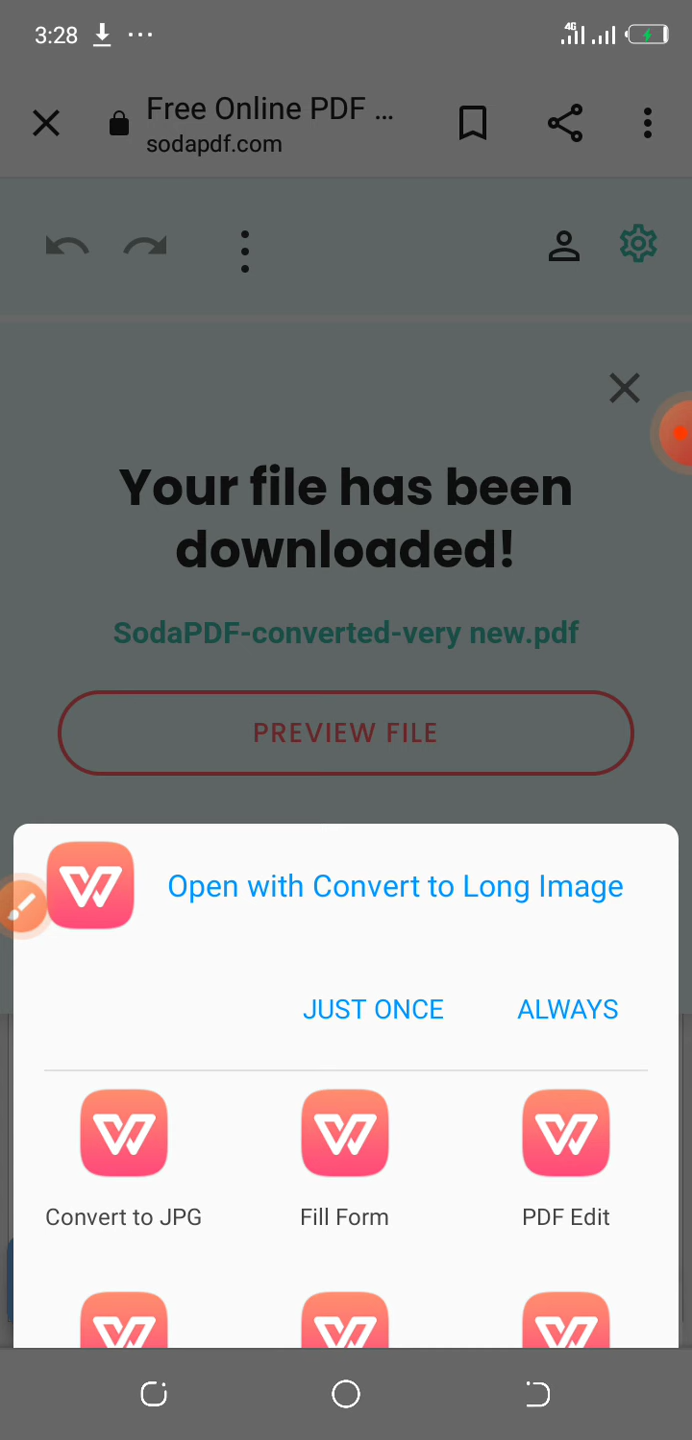 3:28
4G
Free Online PDF ...
sodapdf.com
Your file has been
downloaded!
SodaPDF-converted-very new.pdf
PREVIEW FILE
Open with Convert to Long Image
JUST ONCE ALWAYS
Convert to JPG Fill Form PDF Edit